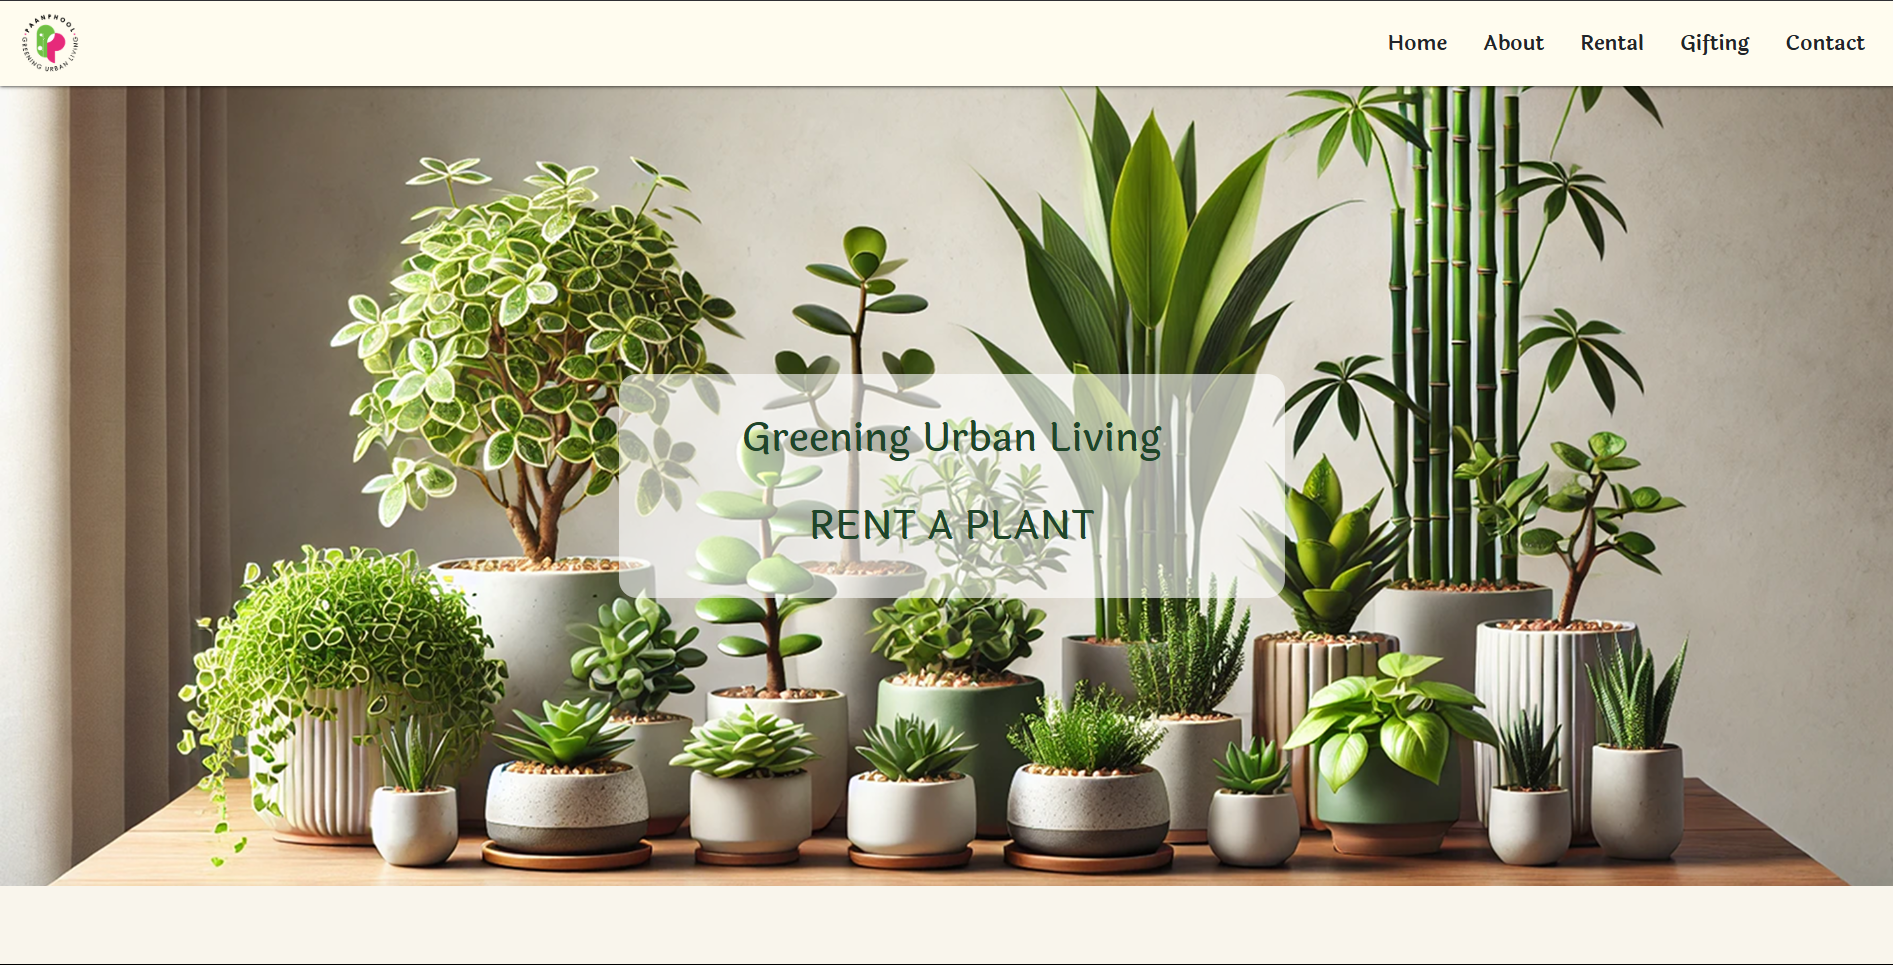 PAANPHOOL
GREENING URBAN LIVING
Home About Rental Gifting Contact
Greening Urban Living
RENT A PLANT